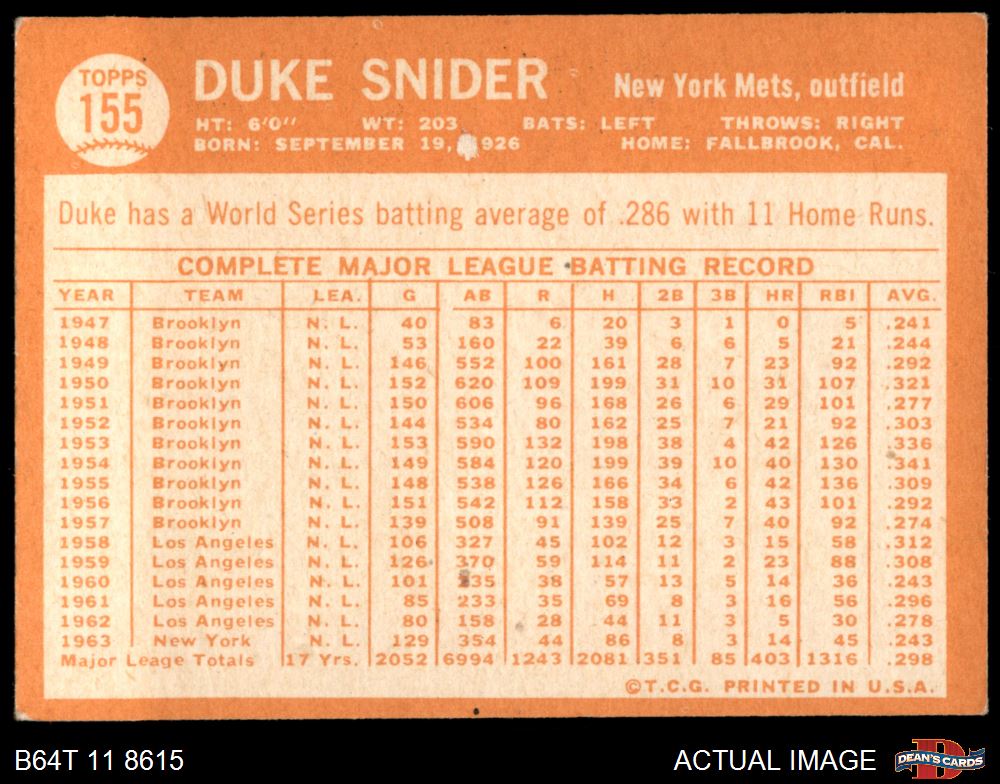 TOPPS
155
DUKE SNIDER
New York Mets, outfield
HT: 6'0" WT: 203 BATS: LEFT THROWS: RIGHT
BORN: SEPTEMBER 19, 926 HOME: FALLBROOK, CAL.
Duke has a World Series batting average of .286 with 11 Home Runs.
COMPLETE MAJOR LEAGUE BATTING RECORD
YEAR TEAM LEA. G AB R H 2B 3B HR RBI AVG.
1947 Brooklyn N. L. 40 83 6 20 3 1 0 5 .241
1948 Brooklyn N. L. 53 160 22 39 6 6 5 21 .244
1949 Brooklyn N. L. 146 552 100 161 28 7 23 92 .292
1950 Brooklyn N. L. 152 620 109 199 31 10 31 107 .321
1951 Brooklyn N. L. 150 606 96 168 26 6 29 101 .277
1952 Brooklyn N. L. 144 534 80 162 25 7 21 92 .303
1953 Brooklyn N. L. 153 590 132 198 38 4 42 126 .336
1954 Brooklyn N. L. 149 584 120 199 39 10 40 130 .341
1955 Brooklyn N. L. 148 538 126 166 34 6 42 136 .309
1956 Brooklyn N. L. 151 542 112 158 33 2 43 101 .292
1957 Brooklyn N. L. 139 508 91 139 25 7 40 92 .274
1958 Los Angeles N. L. 106 327 45 102 12 3 15 58 .312
1959 Los Angeles N. L. 126 370 59 114 11 2 23 88 .308
1960 Los Angeles N. L. 101 235 38 57 13 5 14 36 .243
1961 Los Angeles N. L. 85 233 35 69 8 3 16 56 .296
1962 Los Angeles N. L. 80 158 28 44 11 3 5 30 .278
1963 New York N. L. 129 354 44 86 8 3 14 45 .243
Major Leage Totals 17 Yrs. 2052 6994 1243 2081 351 85 403 1316 .298
©T.C.G. PRINTED IN U.S.A.
B64T 11 8615 ACTUAL IMAGE
DEAN'S CARDS